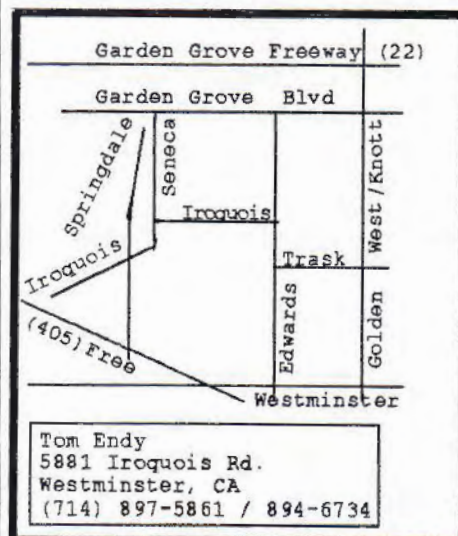 Garden Grove Freeway (22)
Garden Grove Blvd
Springdale
Seneca
West/Knott
Iroquois
Iroquois
Trask
(405) Free
Edwards
Golden
Westminster
Tom Endy
5881 Iroquois Rd.
Westminster, CA
(714) 897-5861 / 894-6734